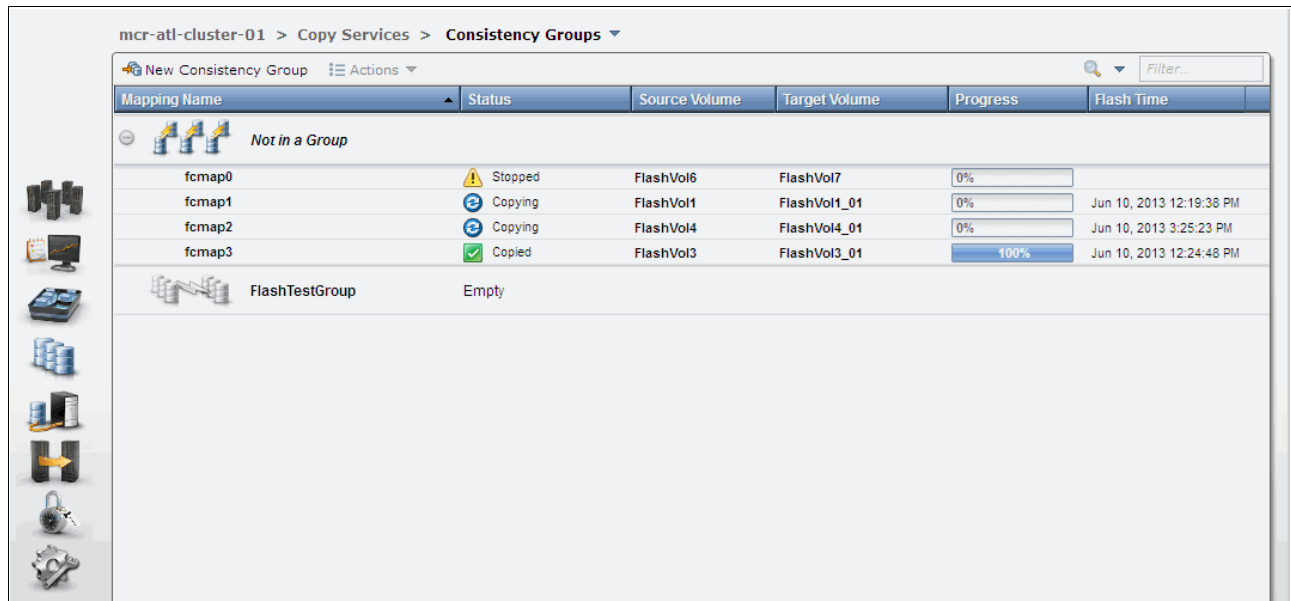 mcr-atl-cluster-01 > Copy Services > Consistency Groups
New Consistency Group Actions Filter...
Mapping Name Status Source Volume Target Volume Progress Flash Time
Not in a Group
fcmap0 Stopped FlashVol6 FlashVol7 0%
fcmap1 Copying FlashVol1 FlashVol1_01 0% Jun 10, 2013 12:19:38 PM
fcmap2 Copying FlashVol4 FlashVol4_01 0% Jun 10, 2013 3:25:23 PM
fcmap3 Copied FlashVol3 FlashVol3_01 100% Jun 10, 2013 12:24:48 PM
FlashTestGroup Empty